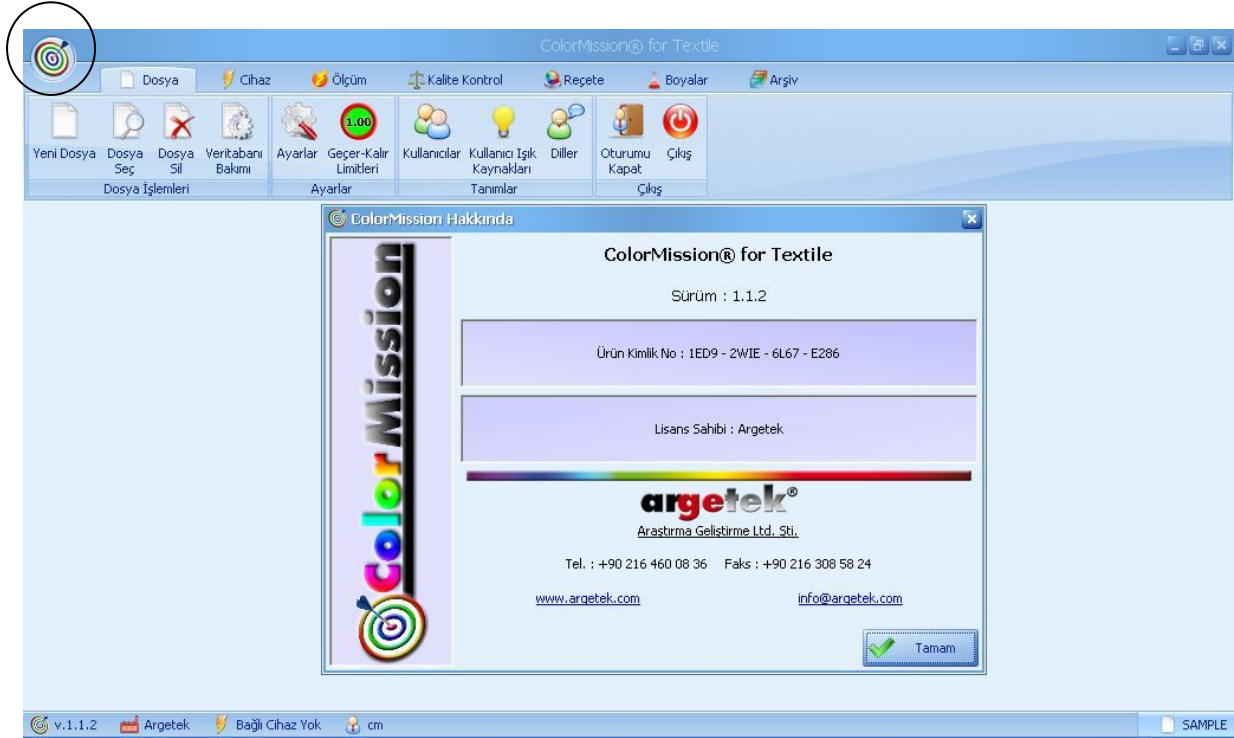 ColorMission® for Textile
Dosya Cihaz Ölçüm Kalite Kontrol Reçete Boyalar Arşiv
1.00
Yeni Dosya Dosya Seç Dosya Sil Veritabanı Bakımı Ayarlar Geçer-Kalır Limitleri Kullanıcılar Kullanıcı Işık Kaynakları Diller Oturumu Kapat Çıkış
Dosya İşlemleri Ayarlar Tanımlar Çıkış
ColorMission Hakkında
ColorMission
ColorMission® for Textile
Sürüm : 1.1.2
Ürün Kimlik No : 1ED9 - 2WIE - 6L67 - E286
Lisans Sahibi : Argetek
argetek®
Araştırma Geliştirme Ltd. Şti.
Tel. : +90 216 460 08 36 Faks : +90 216 308 58 24
www.argetek.com info@argetek.com
Tamam
v.1.1.2 Argetek Bağlı Cihaz Yok cm SAMPLE